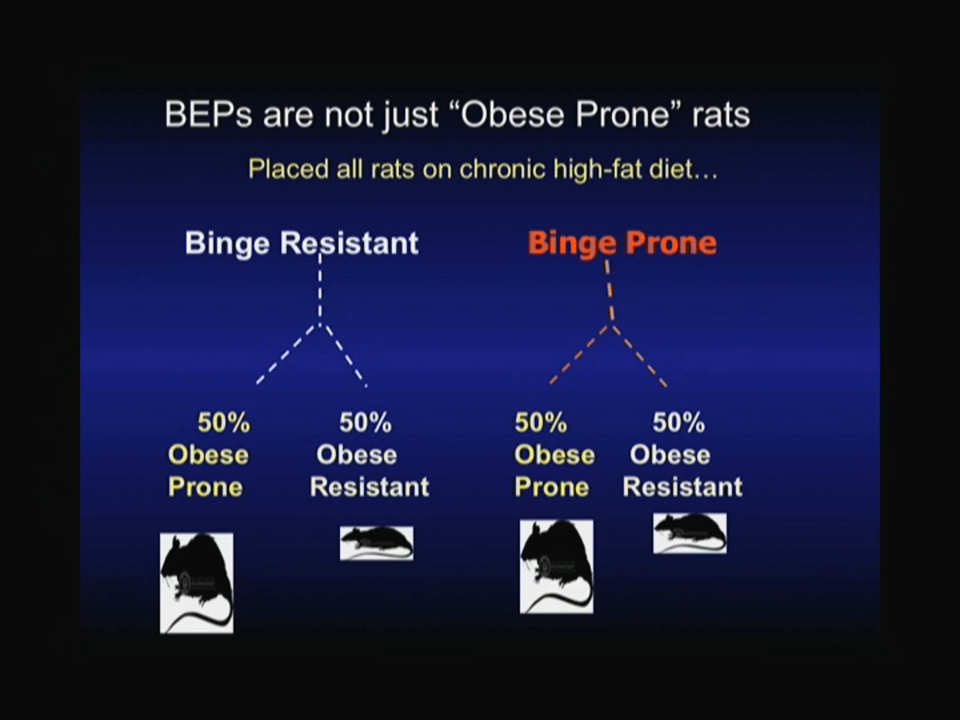 BEPs are not just “Obese Prone” rats
Placed all rats on chronic high-fat diet…
Binge Resistant
Binge Prone
50%
Obese
Prone
50%
Obese
Resistant
50%
Obese
Prone
50%
Obese
Resistant